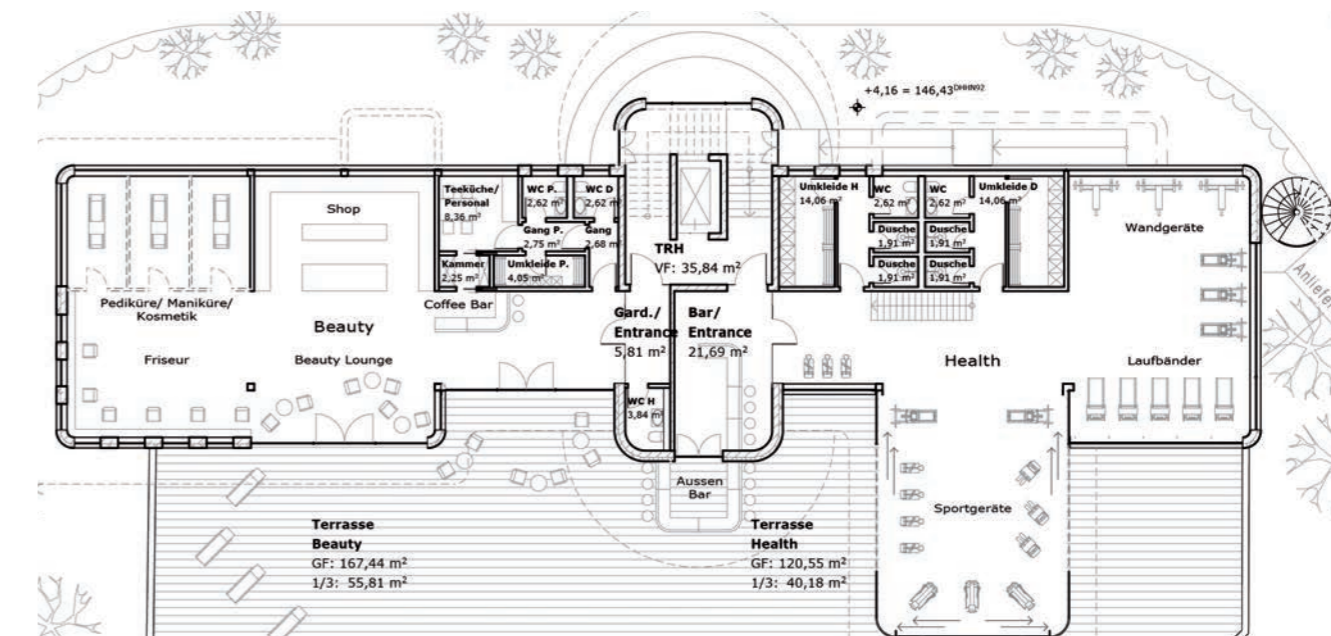 +4,16 = 146,43DHHN92
Shop
Teeküche/
Personal
8,36 m²
WC P.
2,62 m²
WC D
2,62 m²
Gang P.
2,75 m²
Gang
2,68 m²
Kammer
2,25 m²
Umkleide P.
4,05 m²
TRH
VF: 35,84 m²
Umkleide H
14,06 m²
WC
2,62 m²
WC
2,62 m²
Umkleide D
14,06 m²
Dusche
1,91 m²
Dusche
1,91 m²
Dusche
1,91 m²
Dusche
1,91 m²
Wandgeräte
Pediküre/ Maniküre/
Kosmetik
Coffee Bar
Beauty
Beauty Lounge
Friseur
Gard./
Entrance
5,81 m²
Bar/
Entrance
21,69 m²
Health
Laufbänder
WC H
3,84 m²
Aussen
Bar
Sportgeräte
Terrasse
Beauty
GF: 167,44 m²
1/3: 55,81 m²
Terrasse
Health
GF: 120,55 m²
1/3: 40,18 m²